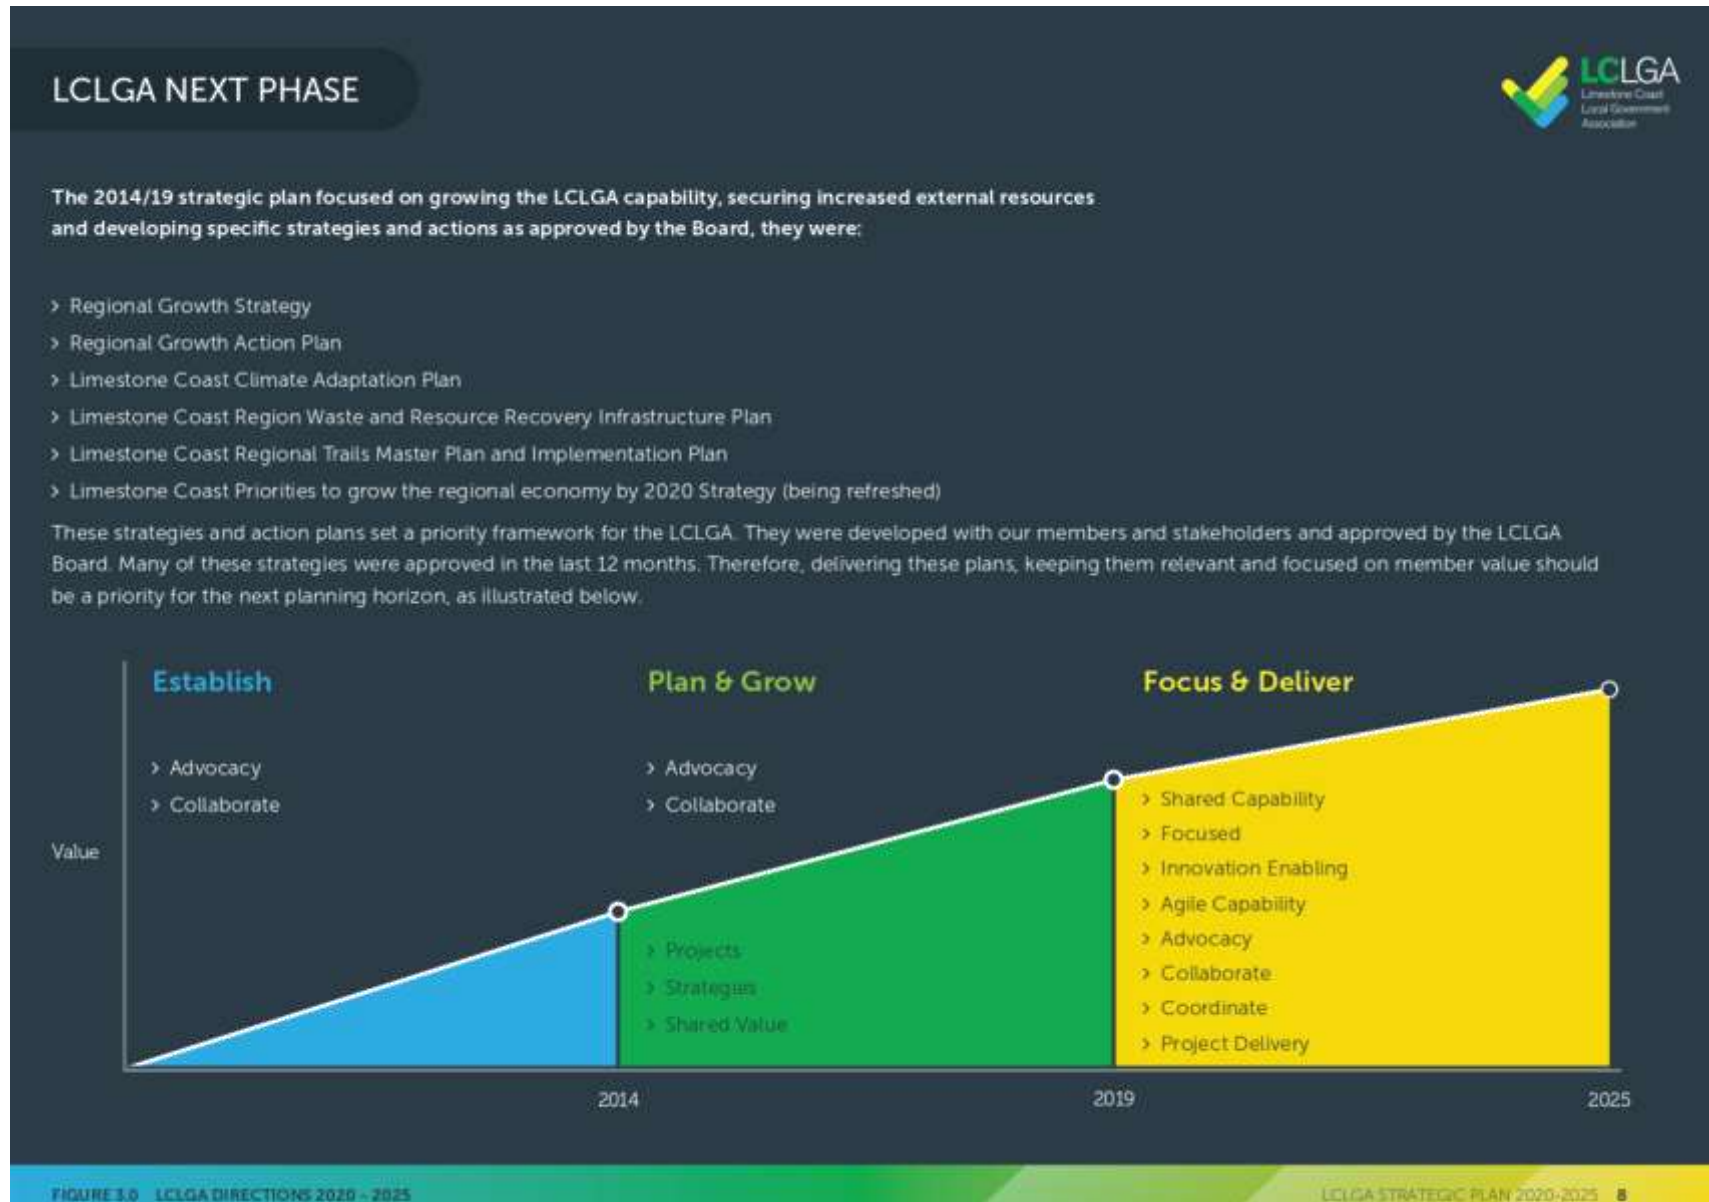 LCLGA NEXT PHASE
LCLGA
Limestone Coast
Local Government
Association
The 2014/19 strategic plan focused on growing the LCLGA capability, securing increased external resources
and developing specific strategies and actions as approved by the Board, they were:
> Regional Growth Strategy
> Regional Growth Action Plan
> Limestone Coast Climate Adaptation Plan
> Limestone Coast Region Waste and Resource Recovery Infrastructure Plan
> Limestone Coast Regional Trails Master Plan and Implementation Plan
> Limestone Coast Priorities to grow the regional economy by 2020 Strategy (being refreshed)
These strategies and action plans set a priority framework for the LCLGA. They were developed with our members and stakeholders and approved by the LCLGA
Board. Many of these strategies were approved in the last 12 months. Therefore, delivering these plans, keeping them relevant and focused on member value should
be a priority for the next planning horizon, as illustrated below.
Value
Establish
> Advocacy
> Collaborate
Plan & Grow
> Advocacy
> Collaborate
> Projects
> Strategies
> Shared Value
Focus & Deliver
> Shared Capability
> Focused
> Innovation Enabling
> Agile Capability
> Advocacy
> Collaborate
> Coordinate
> Project Delivery
2014
2019
2025
FIGURE 3.0 LCLGA DIRECTIONS 2020 - 2025
LCLGA STRATEGIC PLAN 2020-2025 8